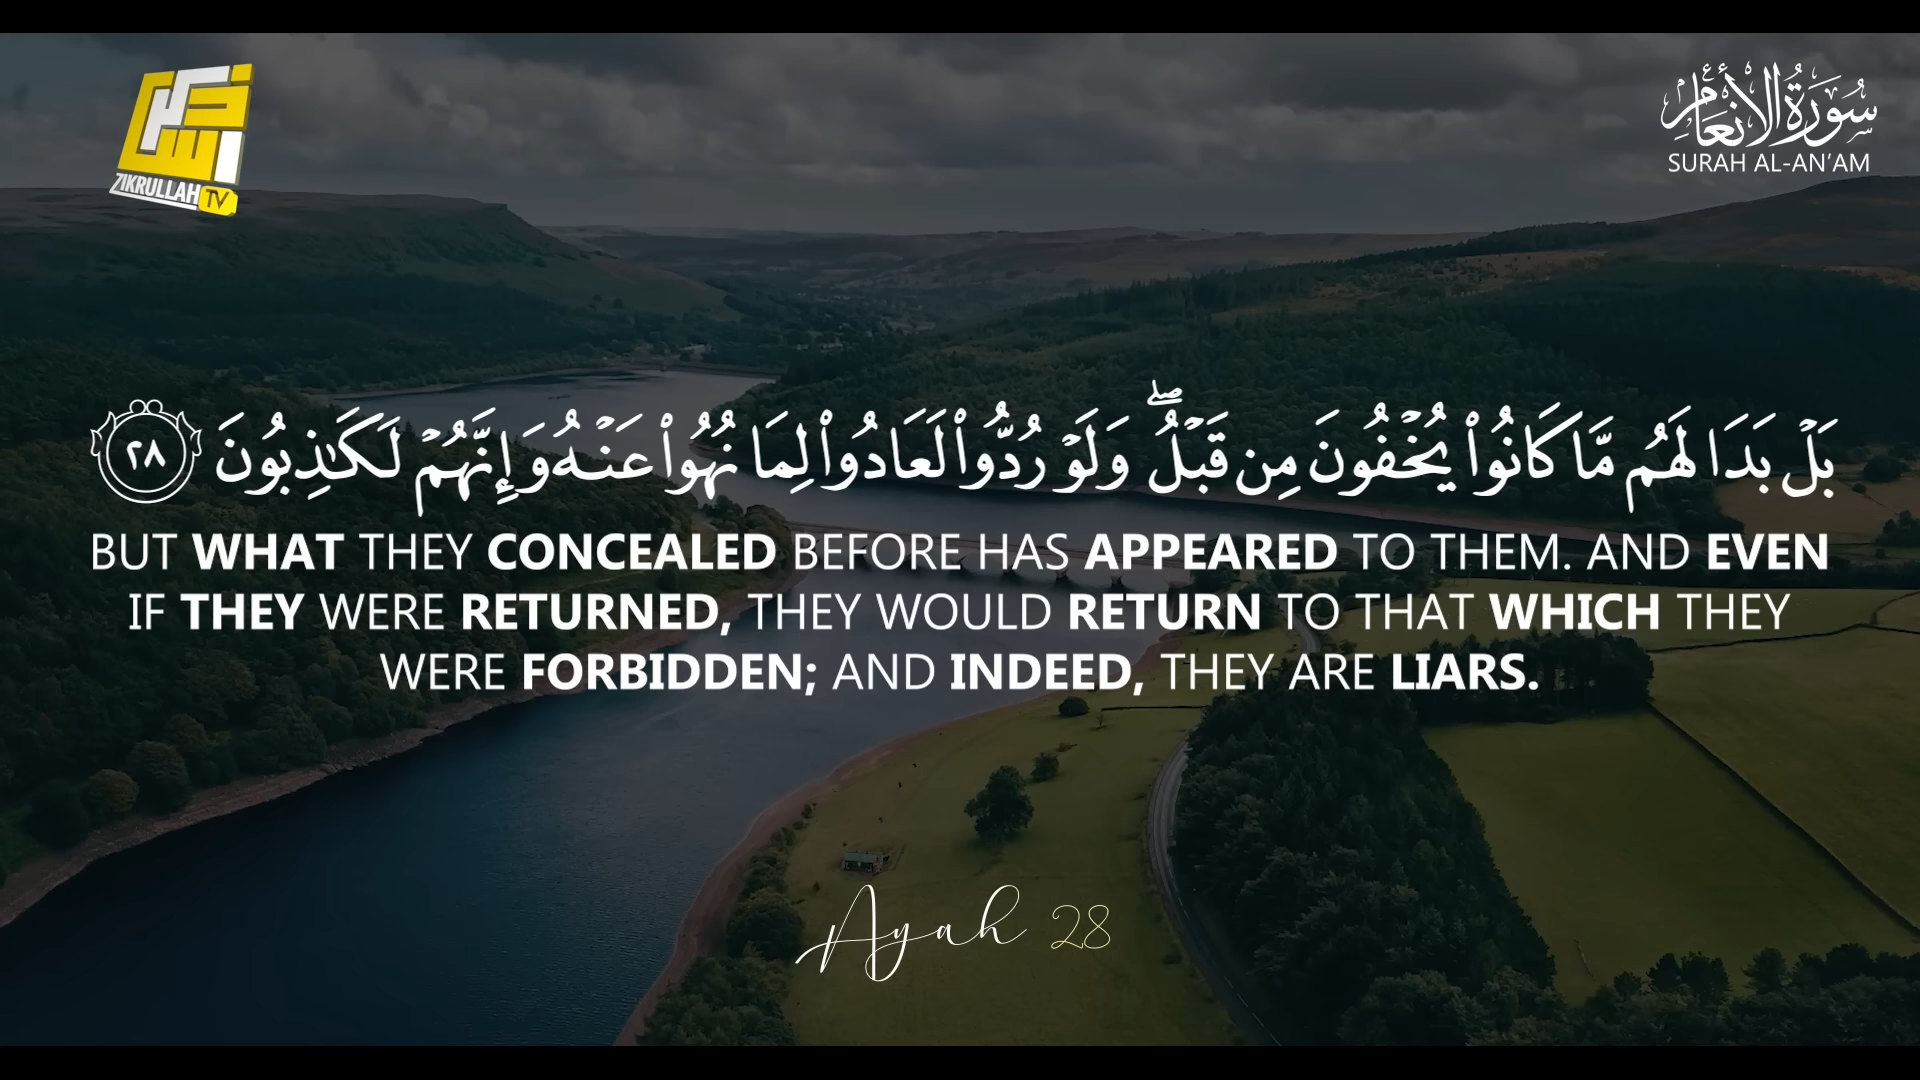 ZIKRULLAH TV
سُورَةُ الْأَنْعَامِ
SURAH AL-AN'AM
بَلْ بَدَا لَهُم مَّا كَانُوا۟ يُخْفُونَ مِن قَبْلُ ۖ وَلَوْ رُدُّوا۟ لَعَادُوا۟ لِمَا نُهُوا۟ عَنْهُ وَإِنَّهُمْ لَكَـٰذِبُونَ ٢٨
BUT WHAT THEY CONCEALED BEFORE HAS APPEARED TO THEM. AND EVEN
IF THEY WERE RETURNED, THEY WOULD RETURN TO THAT WHICH THEY
WERE FORBIDDEN; AND INDEED, THEY ARE LIARS.
Ayah 28